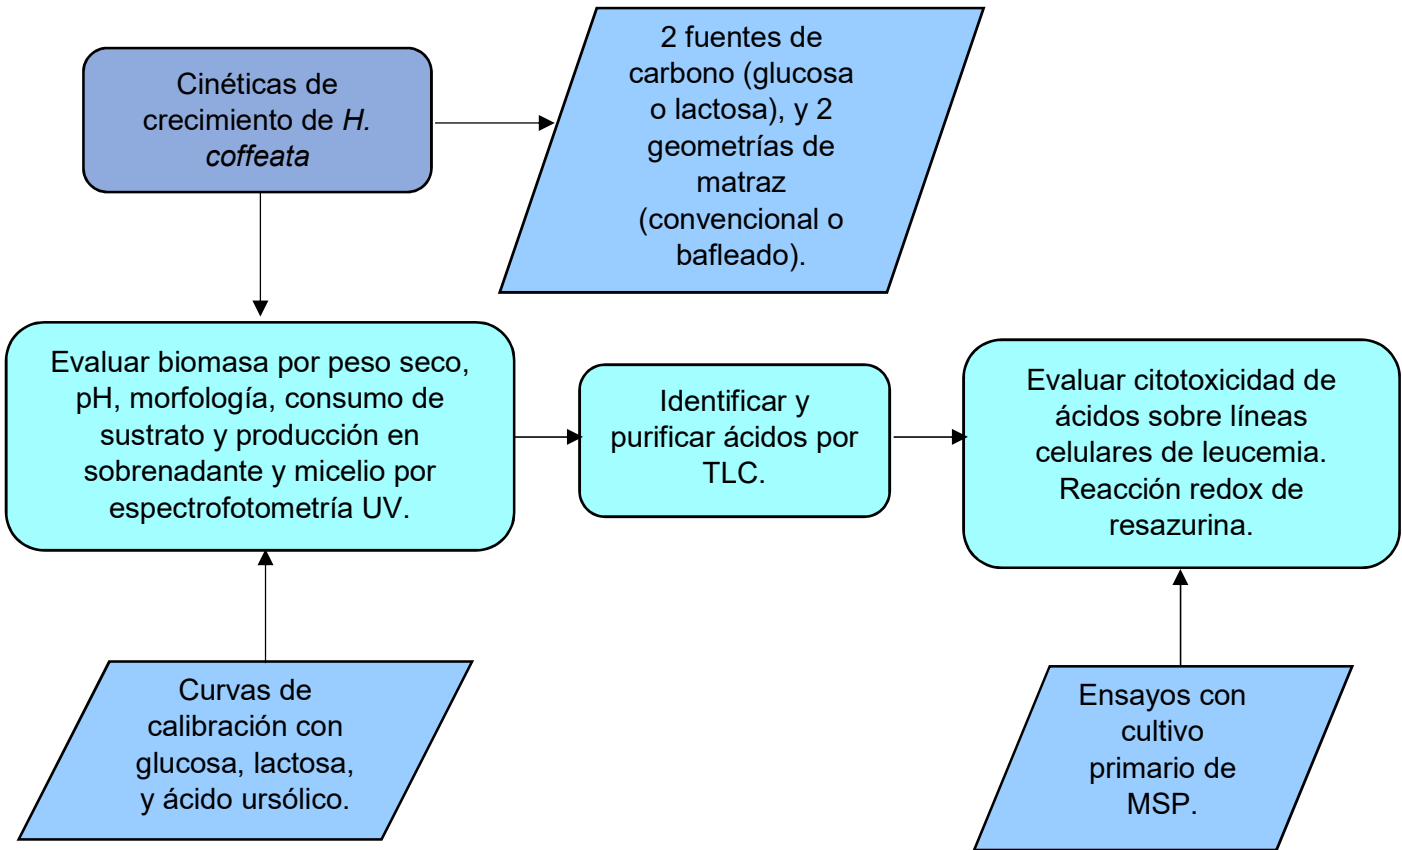 Cinéticas de
crecimiento de H.
coffeata
2 fuentes de
carbono (glucosa
o lactosa), y 2
geometrías de
matraz
(convencional o
bafleado).
Evaluar biomasa por peso seco,
pH, morfología, consumo de
sustrato y producción en
sobrenadante y micelio por
espectrofotometría UV.
Identificar y
purificar ácidos por
TLC.
Evaluar citotoxicidad de
ácidos sobre líneas
celulares de leucemia.
Reacción redox de
resazurina.
Curvas de
calibración con
glucosa, lactosa,
y ácido ursólico.
Ensayos con
cultivo
primario de
MSP.